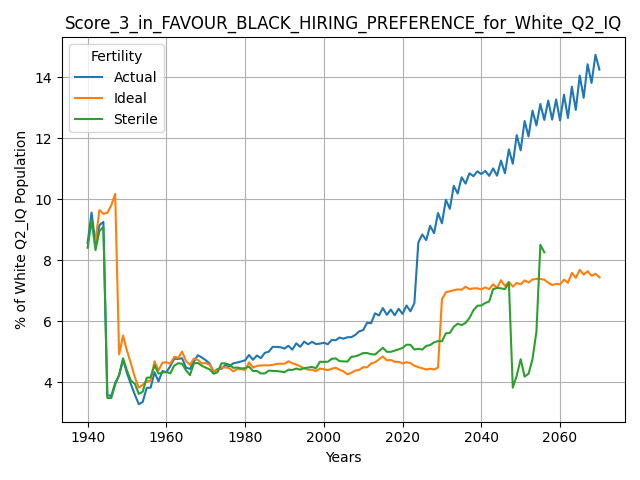 Score_3_in_FAVOUR_BLACK_HIRING_PREFERENCE_for_White_Q2_IQ
Fertility
Actual
Ideal
Sterile
% of White Q2_IQ Population
14
12
10
8
6
4
1940
1960
1980
2000
2020
2040
2060
Years